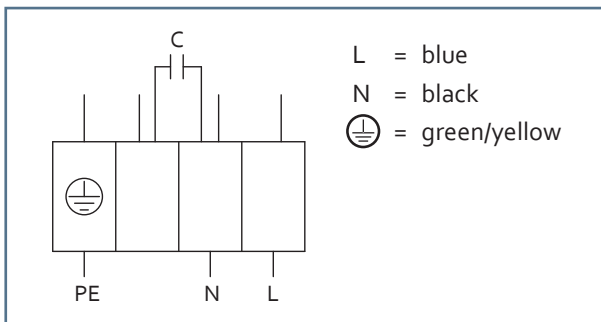 C
L = blue
N = black
⏚ = green/yellow
PE N L